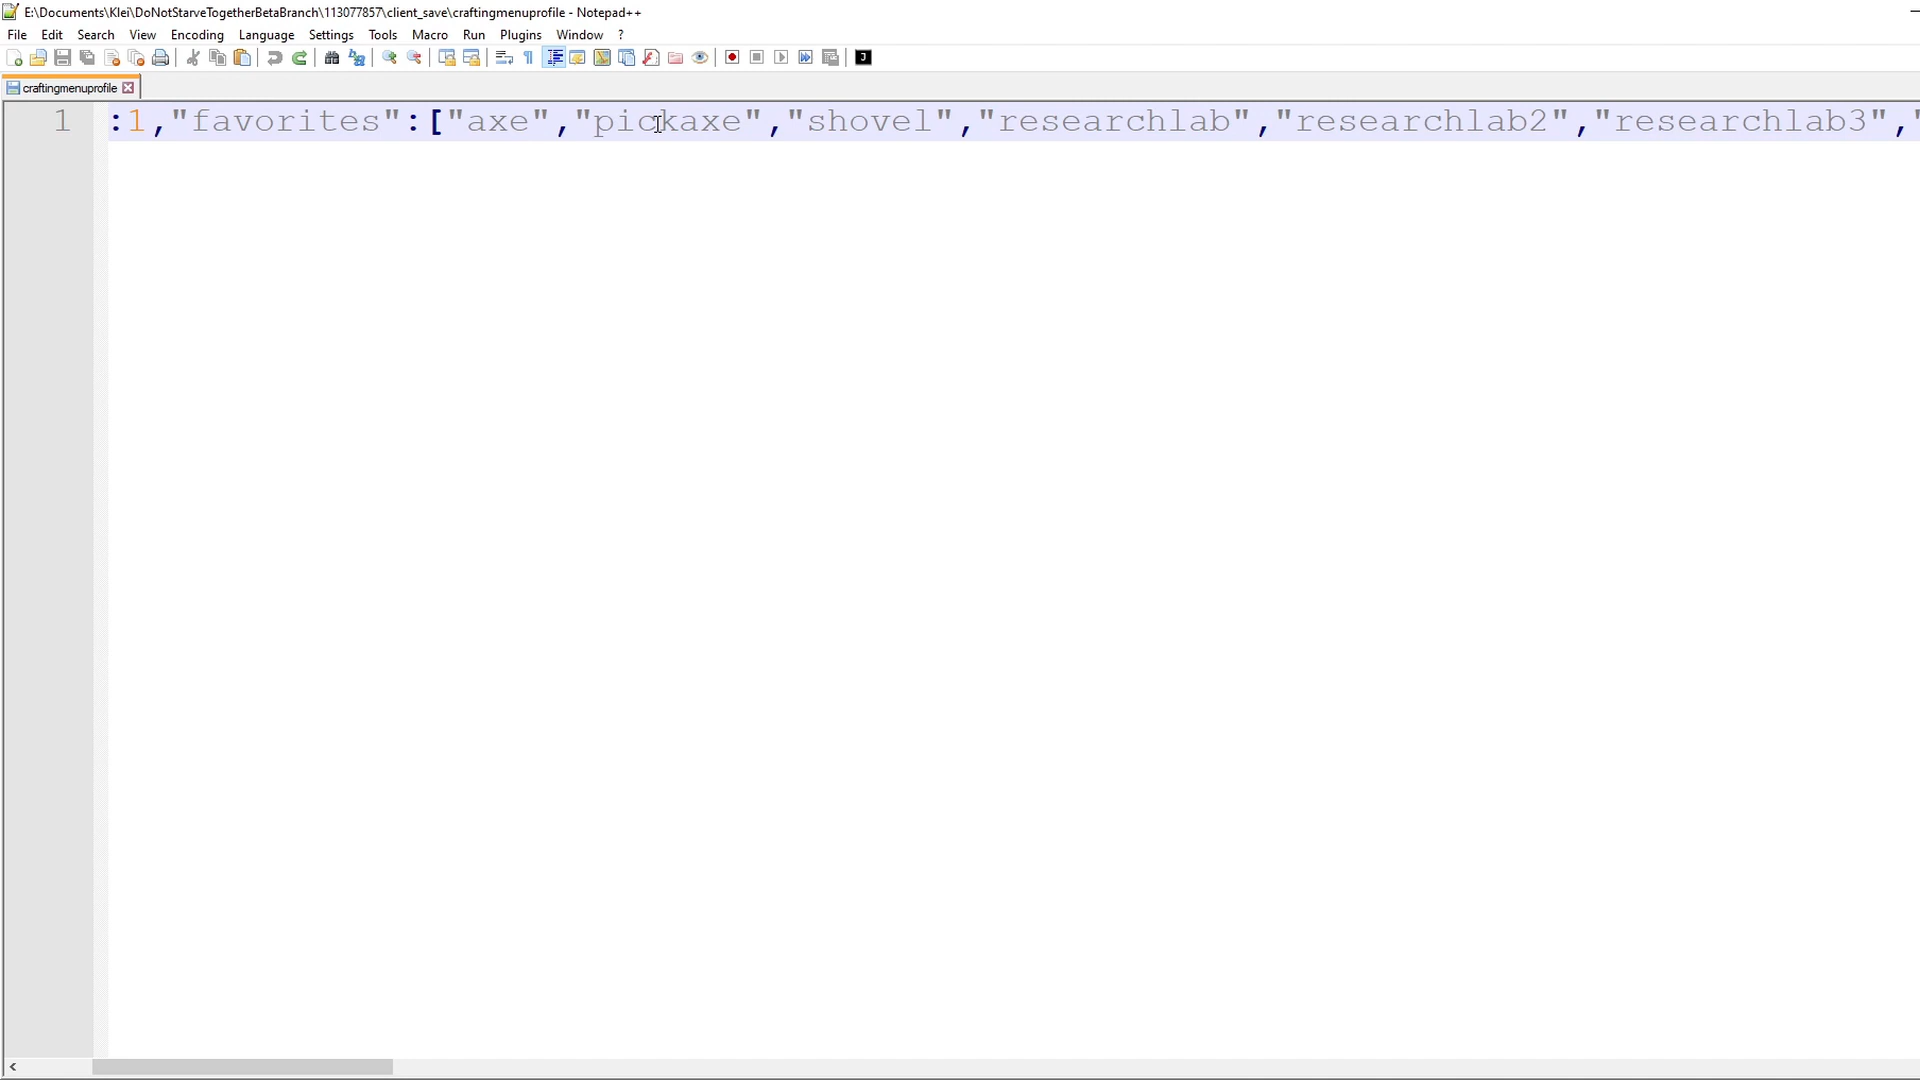 E:\Documents\Klei\DoNotStarveTogetherBetaBranch\113077857\client_save\craftingmenuprofile - Notepad++
File Edit Search View Encoding Language Settings Tools Macro Run Plugins Window ?
craftingmenuprofile
1 :1,"favorites":["axe","pickaxe","shovel","researchlab","researchlab2","researchlab3","